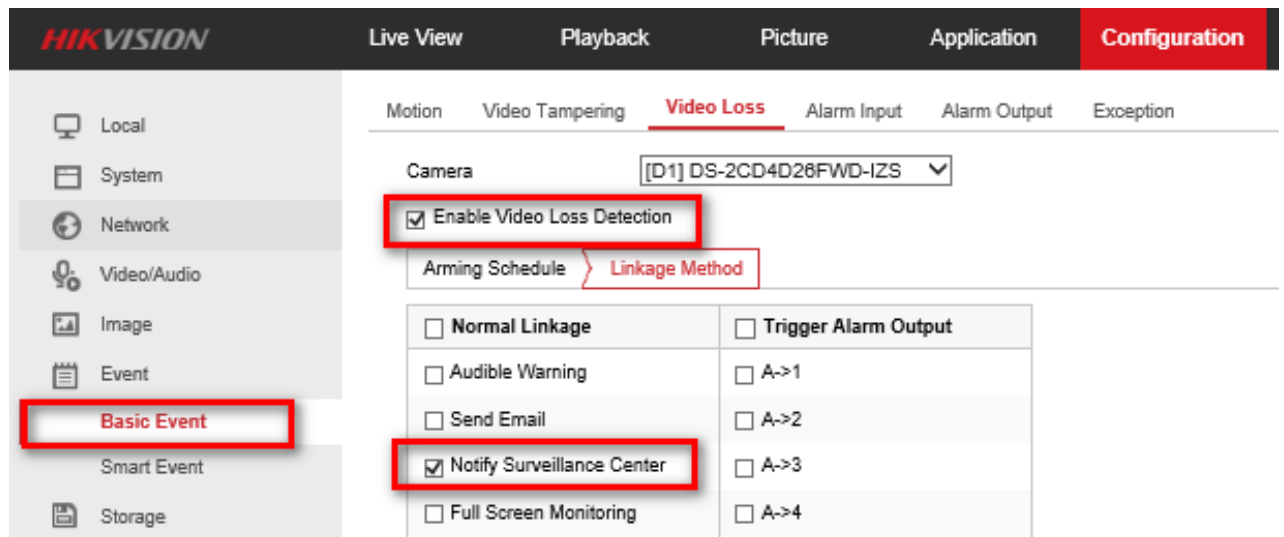 HIKVISION Live View Playback Picture Application Configuration
Motion Video Tampering Video Loss Alarm Input Alarm Output Exception
Local
System
Network
Video/Audio
Image
Event
Basic Event
Smart Event
Storage
Camera [D1] DS-2CD4D26FWD-IZS
Enable Video Loss Detection
Arming Schedule Linkage Method
Normal Linkage Trigger Alarm Output
Audible Warning A->1
Send Email A->2
Notify Surveillance Center A->3
Full Screen Monitoring A->4